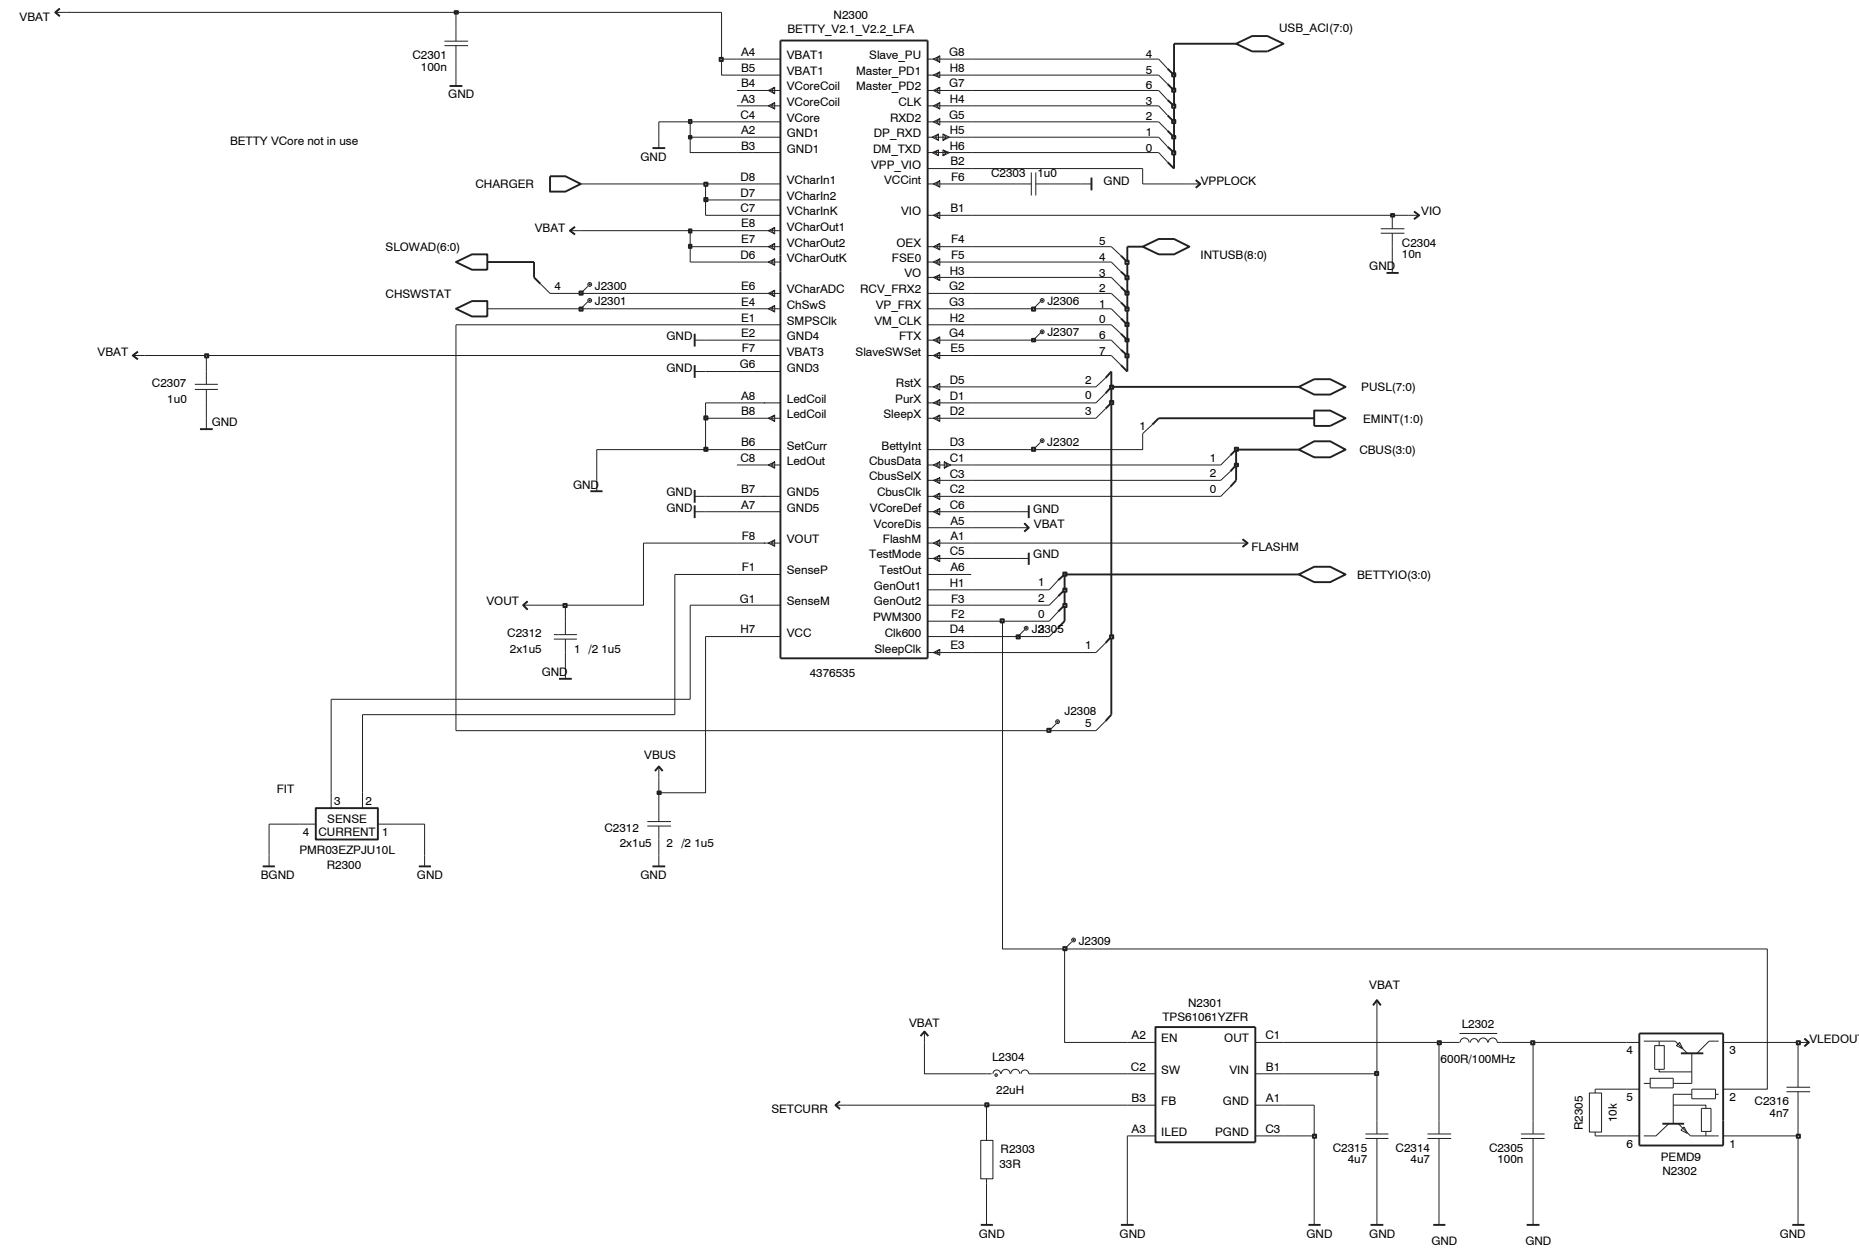 VBAT
C2301
100n
GND
BETTY VCore not in use
N2300
BETTY_V2.1_V2.2_LFA
A4 VBAT1 Slave_PU G8 4
B5 VBAT1 Master_PD1 H8 5
B4 VCoreCoil Master_PD2 G7 6
A3 VCoreCoil CLK H4 3
C4 VCore RXD2 G5 2
A2 GND1 DP_RXD H5 1
B3 GND1 DM_TXD H6 0
GND
VPP_VIO B2
USB_ACI(7:0)
CHARGER
D8 VCharIn1 VCCint F6
C2303 1u0 GND
VPPLOCK
D7 VCharIn2
C7 VCharInK VIO B1
VIO
C2304
10n
GND
VBAT
E8 VCharOut1
E7 VCharOut2 OEX F4 5
D6 VCharOutK FSE0 F5 4
VO H3 3
INTUSB(8:0)
SLOWAD(6:0)
4 J2300
E6 VCharADC RCV_FRX2 G2 2
CHSWSTAT
J2301
E4 ChSwS VP_FRX G3 J2306 1
E1 SMPSClk VM_CLK H2 0
GND E2 GND4 FTX G4 J2307 6
VBAT
F7 VBAT3 SlaveSWSet E5 7
GND G6 GND3
C2307
1u0
GND
RstX D5 2
PUSL(7:0)
A8 LedCoil PurX D1 0
B8 LedCoil SleepX D2 3
EMINT(1:0)
1
B6 SetCurr BettyInt D3 J2302
CBUS(3:0)
C8 LedOut CbusData C1 1
CbusSelX C3 2
GND
GND B7 GND5 CbusClk C2 0
GND A7 GND5 VCoreDef C6 GND
VcoreDis A5 VBAT
F8 VOUT FlashM A1
FLASHM
TestMode C5 GND
F1 SenseP TestOut A6
BETTYIO(3:0)
GenOut1 H1 1
G1 SenseM GenOut2 F3 2
PWM300 F2 0
H7 VCC Clk600 D4 J2305 3
SleepClk E3 1
4376535
VOUT
C2312
2x1u5 1 /2 1u5
GND
J2308
5
VBUS
C2312
2x1u5 2 /2 1u5
GND
FIT
3 2
SENSE
4 CURRENT 1
PMR03EZPJU10L
R2300
BGND
GND
J2309
N2301
TPS61061YZFR
A2 EN OUT C1
C2 SW VIN B1
B3 FB GND A1
A3 ILED PGND C3
VBAT
L2304
22uH
SETCURR
R2303
33R
GND
GND
GND
VBAT
C2315
4u7
GND
C2314
4u7
GND
L2302
600R/100MHz
C2305
100n
GND
R2305
10k
4 3
5 2
6 1
PEMD9
N2302
VLEDOUT
C2316
4n7
GND